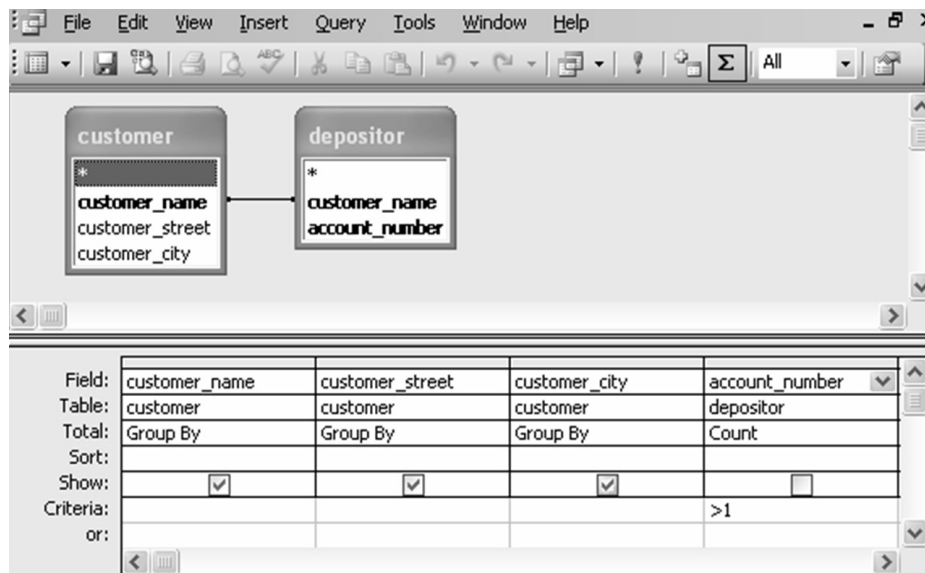 File Edit View Insert Query Tools Window Help
ABC Σ All
customer depositor
* *
customer_name customer_name
customer_street account_number
customer_city
Field: customer_name customer_street customer_city account_number
Table: customer customer customer depositor
Total: Group By Group By Group By Count
Sort:
Show:
Criteria: >1
or: